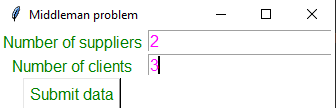 Middleman problem
Number of suppliers 2
Number of clients 3
Submit data